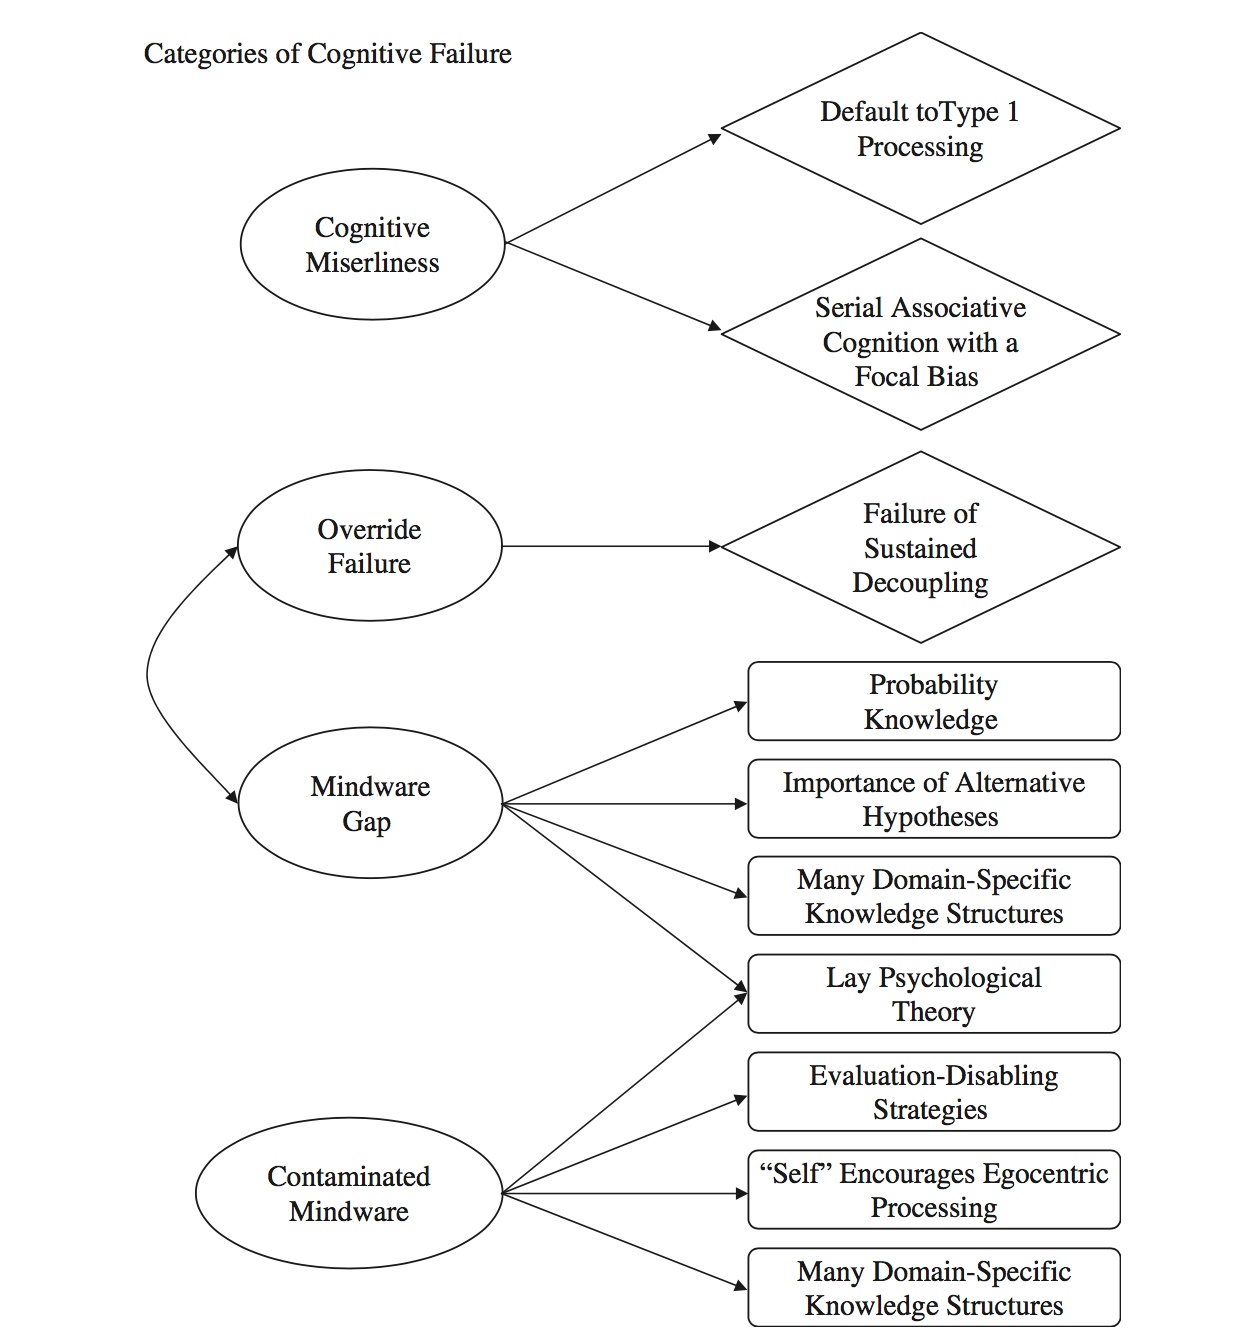 Categories of Cognitive Failure
Default toType 1
Processing
Cognitive
Miserliness
Serial Associative
Cognition with a
Focal Bias
Override
Failure
Failure of
Sustained
Decoupling
Probability
Knowledge
Mindware
Gap
Importance of Alternative
Hypotheses
Many Domain-Specific
Knowledge Structures
Lay Psychological
Theory
Evaluation-Disabling
Strategies
Contaminated
Mindware
“Self” Encourages Egocentric
Processing
Many Domain-Specific
Knowledge Structures